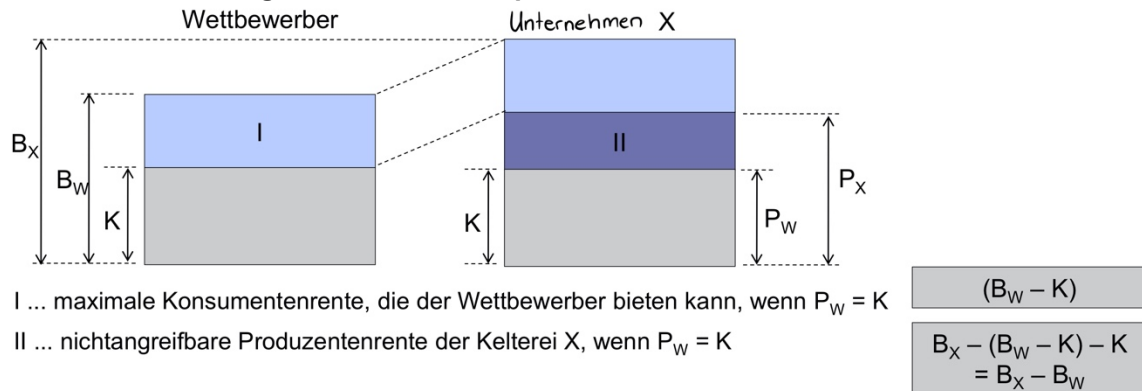 Wettbewerber
Unternehmen X
B_X
B_W
K
I
K
II
P_W
P_X
I ... maximale Konsumentenrente, die der Wettbewerber bieten kann, wenn P_W = K
(B_W – K)
II ... nichtangreifbare Produzentenrente der Kelterei X, wenn P_W = K
B_X – (B_W – K) – K
= B_X – B_W